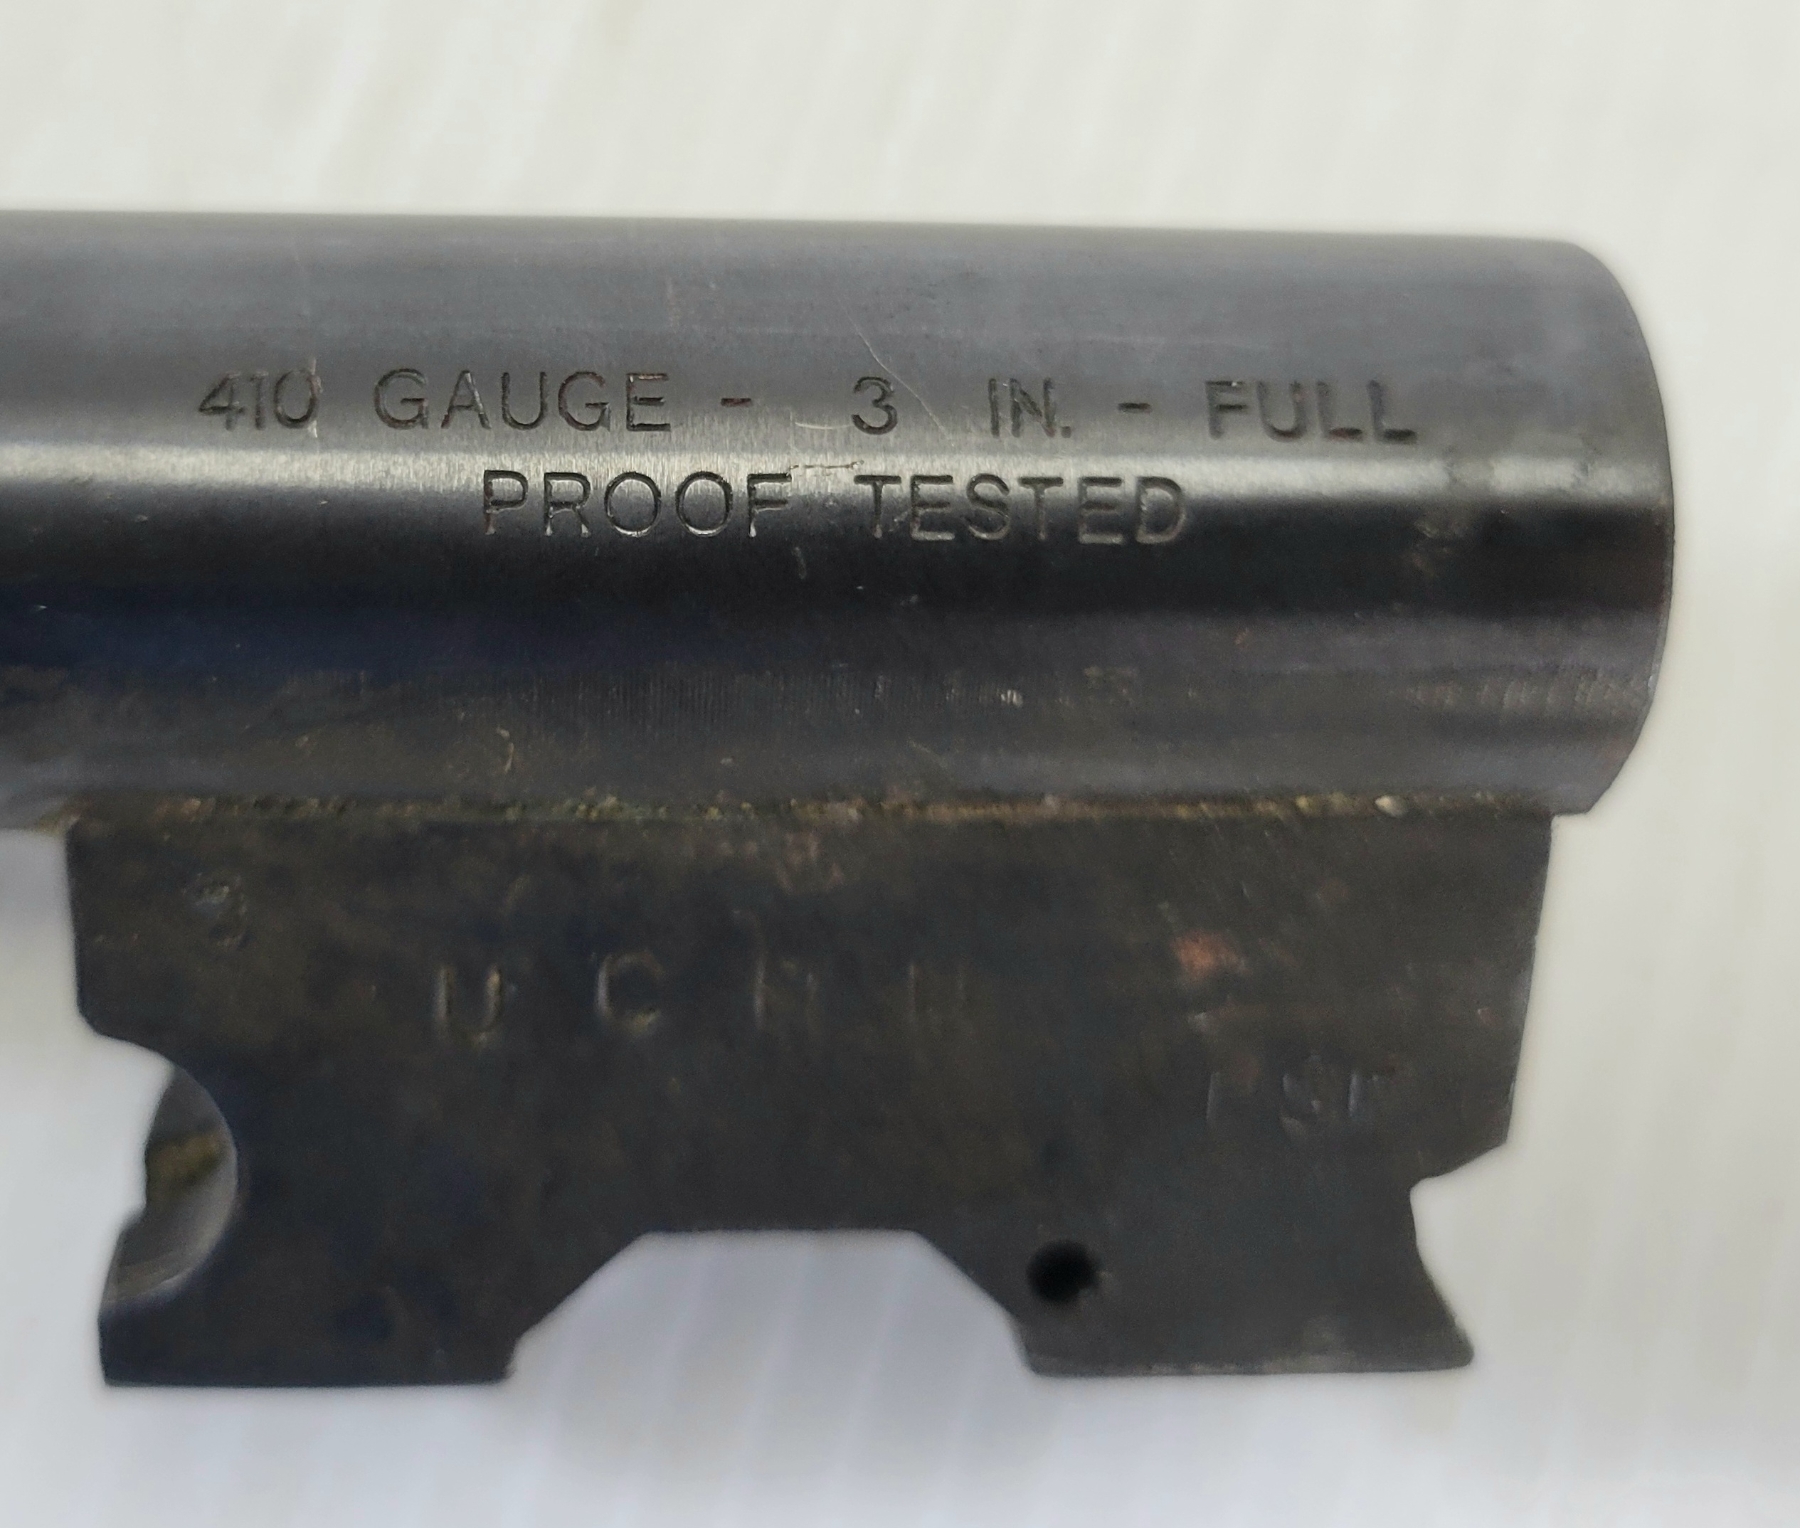 410 GAUGE - 3 IN. - FULL
PROOF TESTED